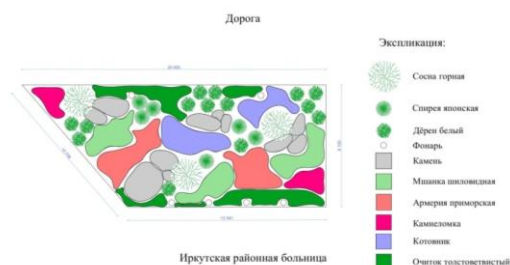 Дорога
Экспликация:
Сосна горная
Спирея японская
Дёрен белый
Фонарь
Камень
Мшанка шиловидная
Армерия приморская
Камнеломка
Котовник
Очиток толстоветвистый
Иркутская районная больница